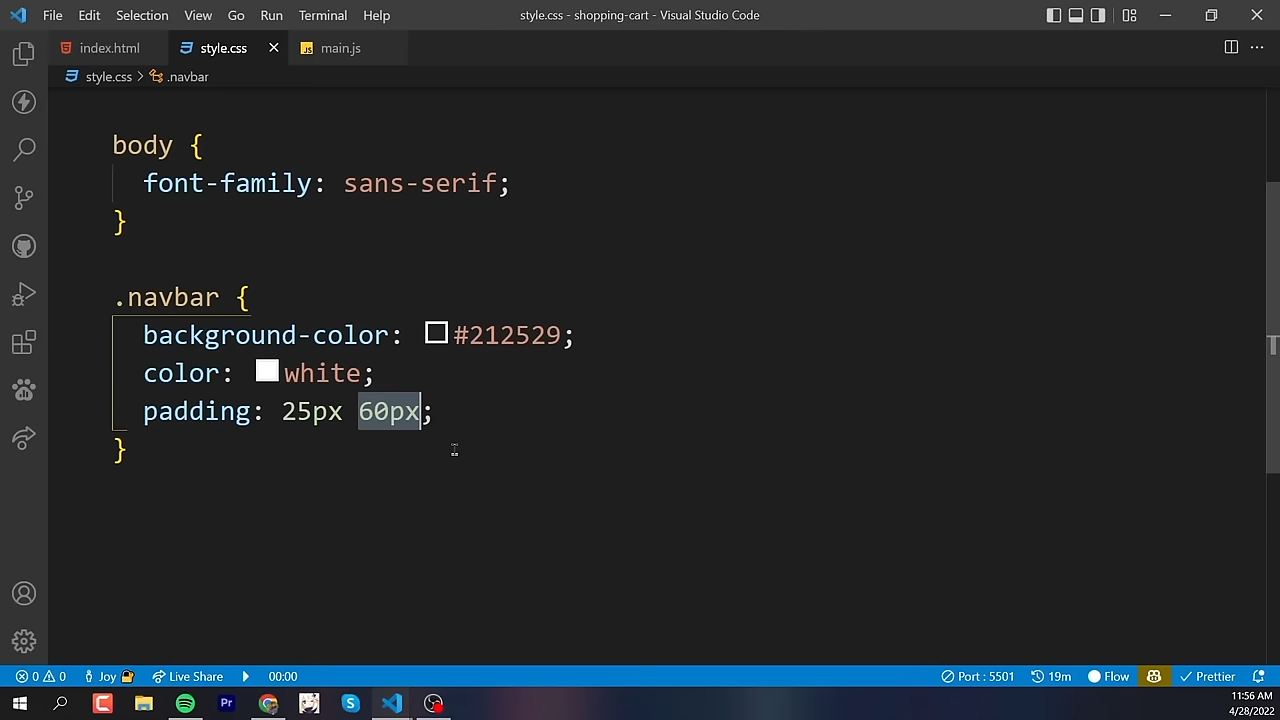 File Edit Selection View Go Run Terminal Help style.css - shopping-cart - Visual Studio Code
index.html style.css main.js
style.css > .navbar
body {
font-family: sans-serif;
}
.navbar {
background-color: #212529;
color: white;
padding: 25px 60px;
}
0 0 Joy Live Share 00:00 Port : 5501 19m Flow Prettier
Pr
11:56 AM
4/28/2022